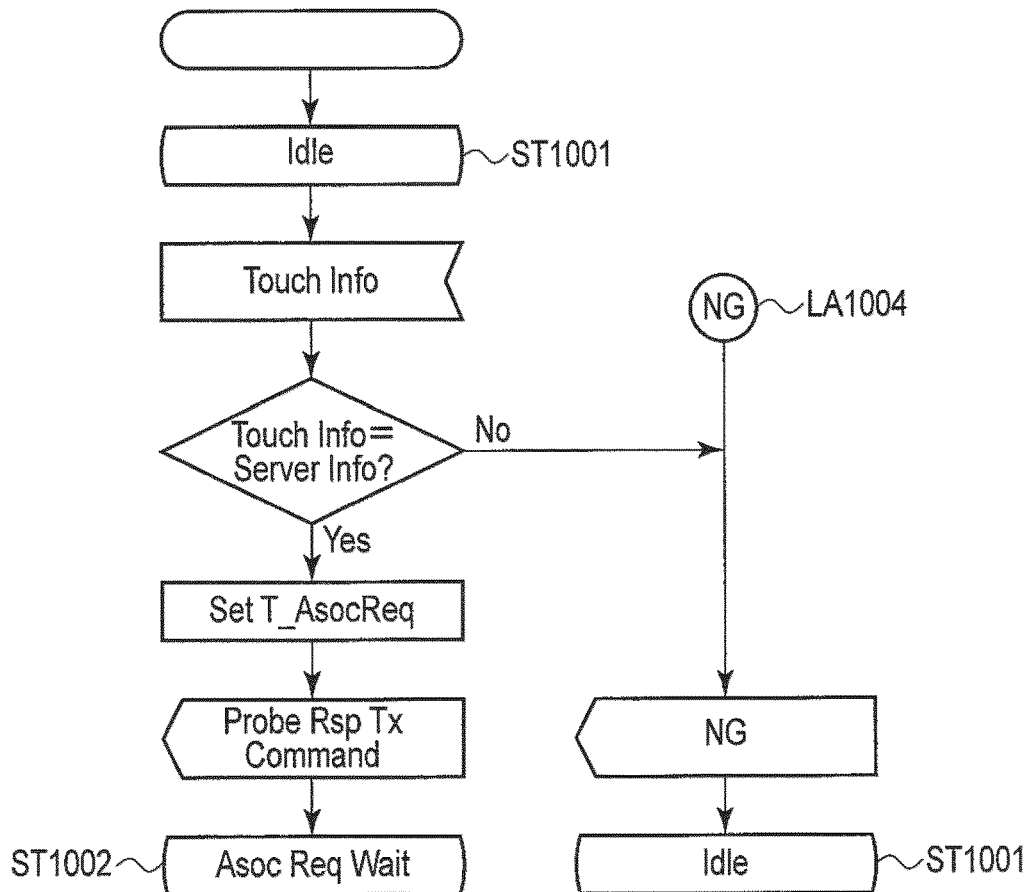 Idle
ST1001
Touch Info
NG
LA1004
Touch Info=
Server Info?
No
Yes
Set T_AsocReq
Probe Rsp Tx
Command
NG
ST1002
Asoc Req Wait
Idle
ST1001